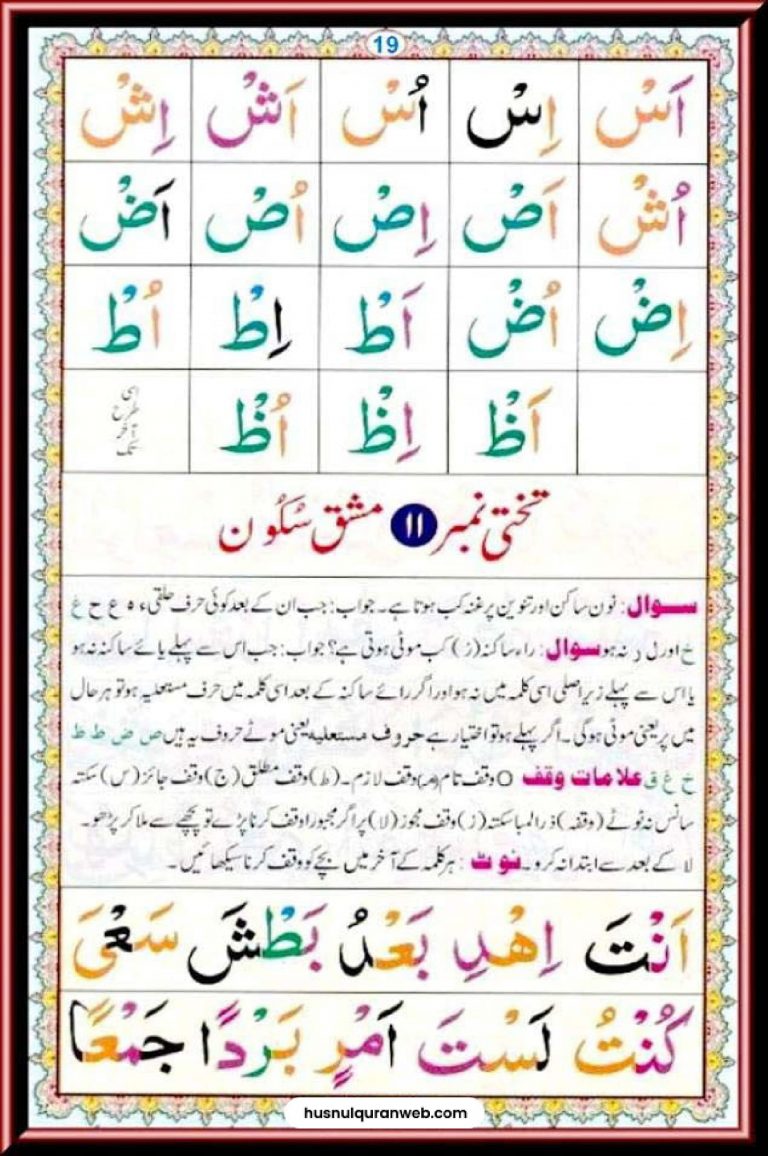 19
اَسْ اِسْ اُسْ اَشْ اِشْ
اُشْ اَصْ اِصْ اُصْ اَضْ
اِضْ اُضْ اَطْ اِطْ اُطْ
اَظْ اِظْ اُظْ اسی طرح آخر تک
تختی نمبر ۱۱ مشق سُکُون
سوال: نون ساکن اور تنوین پر غنہ کب ہوتا ہے۔ جواب: جب ان کے بعد کوئی حرف حلقی ء ہ ع ح غ
خ اور ل ر نہ ہو سوال: راء ساکنہ (رْ) کب موٹی ہوتی ہے؟ جواب: جب اس سے پہلے یائے ساکنہ نہ ہو
یا اس سے پہلے زیر اصلی اسی کلمہ میں نہ ہو اور اگر رائے ساکنہ کے بعد اسی کلمہ میں حرف مستعلیہ ہو تو ہر حال
میں پر یعنی موٹی ہوگی۔ اگر پہلے ہو تو اختیار ہے حروف مستعلیہ یعنی موٹے حروف یہ ہیں ص ض ط ظ
خ غ ق علامات وقف O وقف تام (مـ) وقف لازم۔ (ط) وقف مطلق (ج) وقف جائز (س) سکتہ
سانس نہ ٹوٹے (وقفہ) ذرا لمبا سکتہ (ز) وقف مجوز (لا) پر اگر مجبوراً وقف کرنا پڑے تو پیچھے سے ملا کر پڑھو۔
لا کے بعد سے ابتدا نہ کرو۔ نوٹ: ہر کلمہ کے آخر میں بچے کو وقف کرنا سیکھائیں۔
اَنْتَ اِهْدِ بَعْدُ بَطْشَ سَعْیَ
كُنْتُ لَسْتَ اَمْرٍ بَرْدًا جَمْعًا
husnulquranweb.com